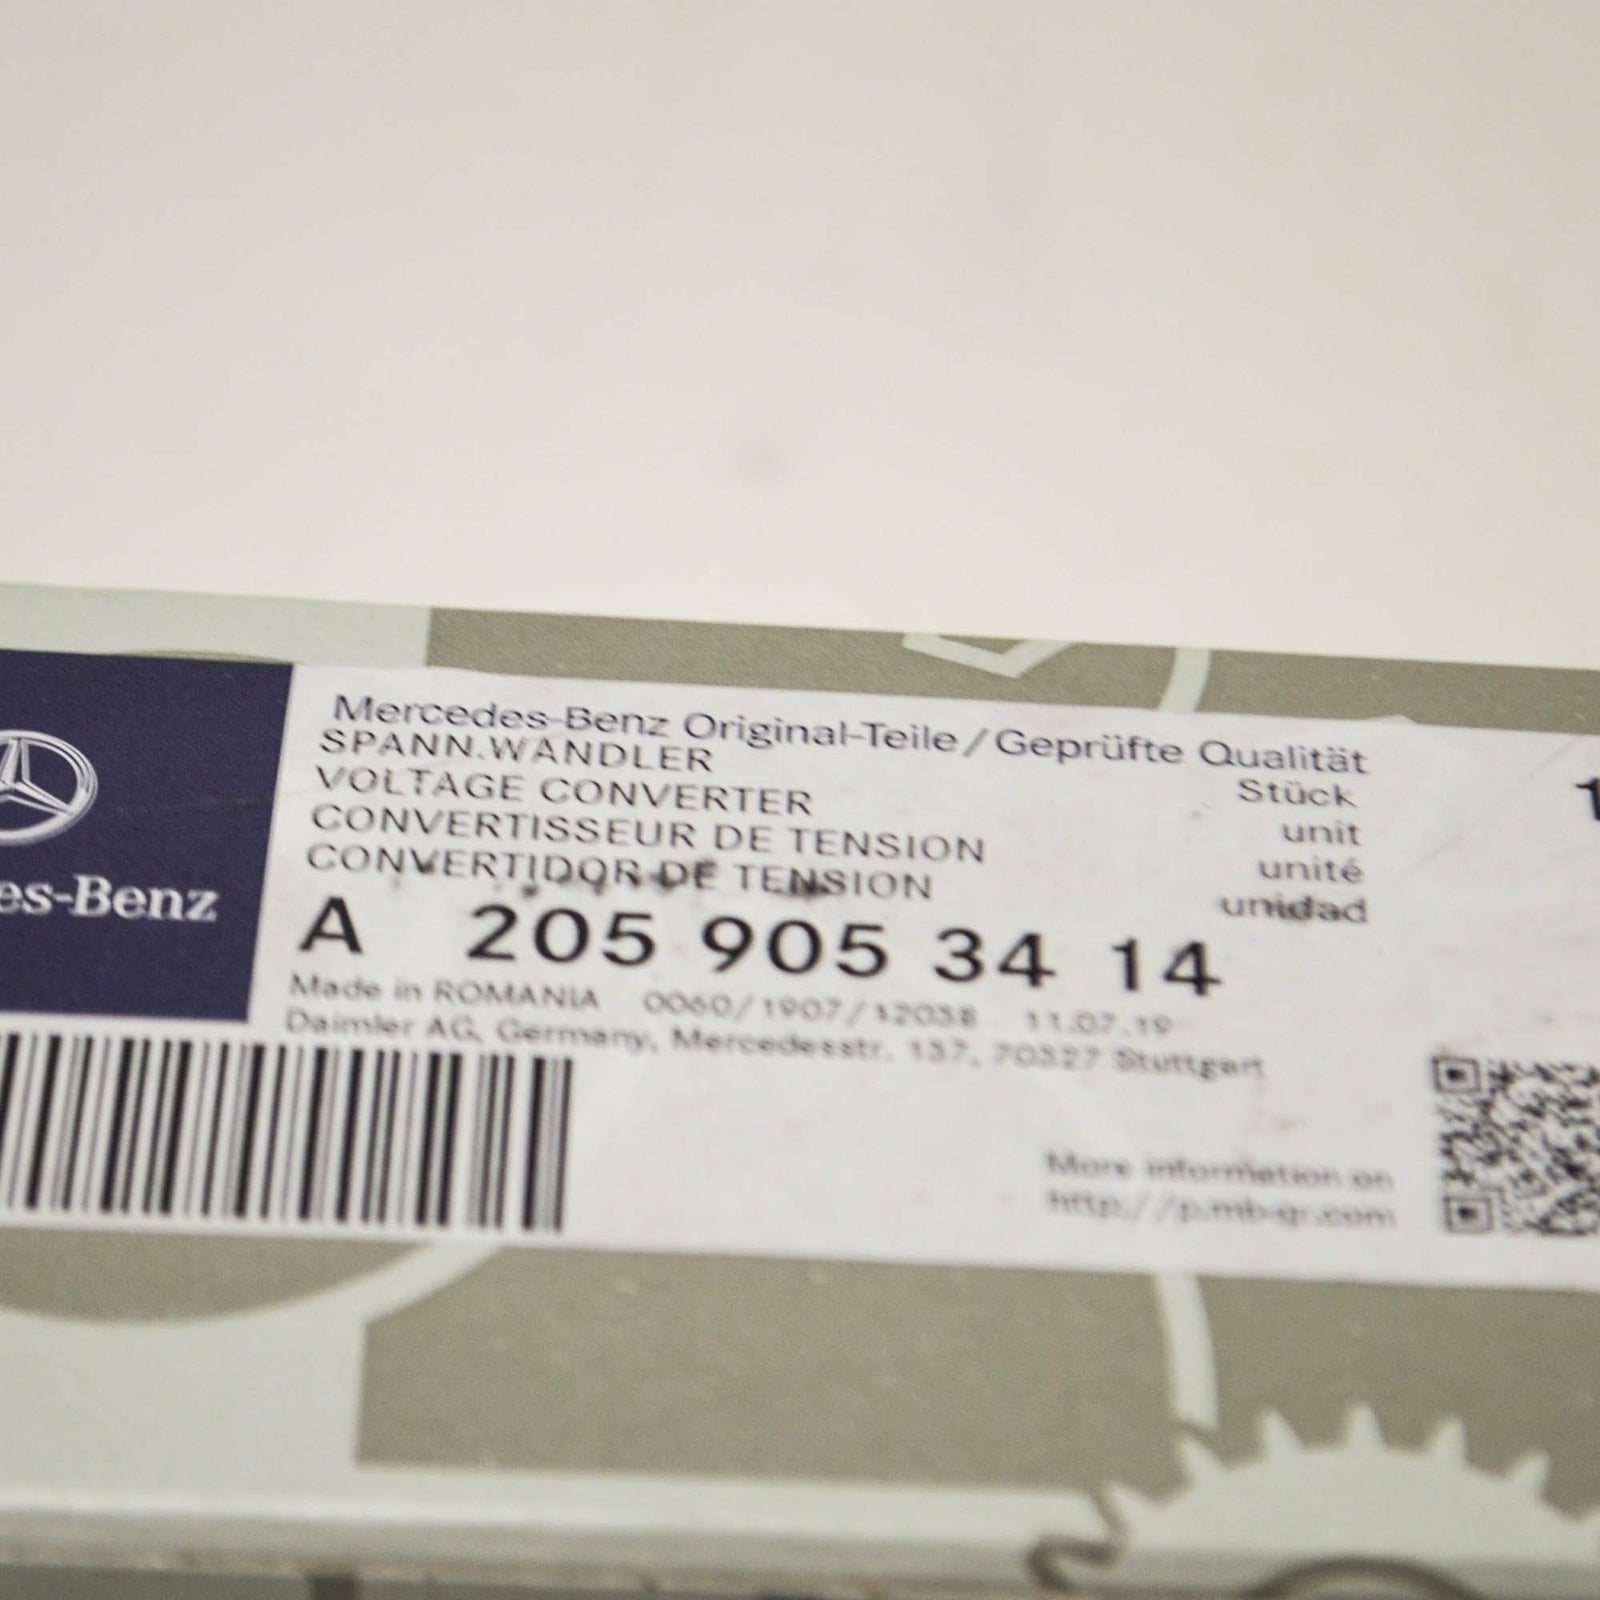 Mercedes-Benz Original-Teile/Geprüfte Qualität
SPANN.WANDLER
VOLTAGE CONVERTER
CONVERTISSEUR DE TENSION
CONVERTIDOR DE TENSION
Stück 1
unit
unité
unidad
A 205 905 34 14
es-Benz
Made in ROMANIA 0060/1907/12038 11.07.19
Daimler AG, Germany, Mercedesstr. 137, 70327 Stuttgart
More information on
http://p.mb-qr.com